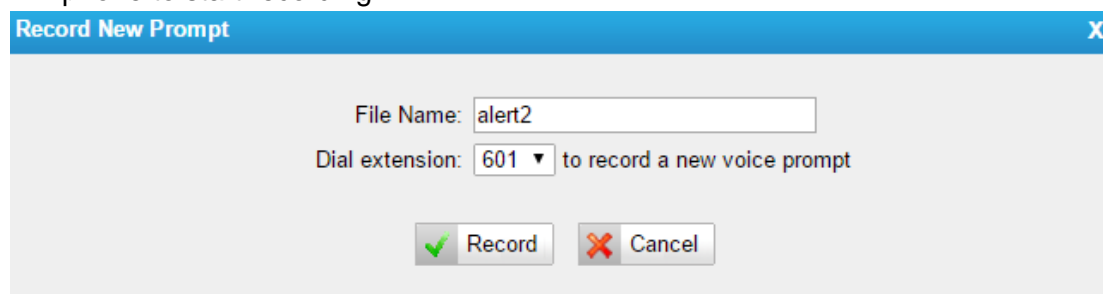 Record New Prompt X
File Name: alert2
Dial extension: 601 to record a new voice prompt
Record Cancel